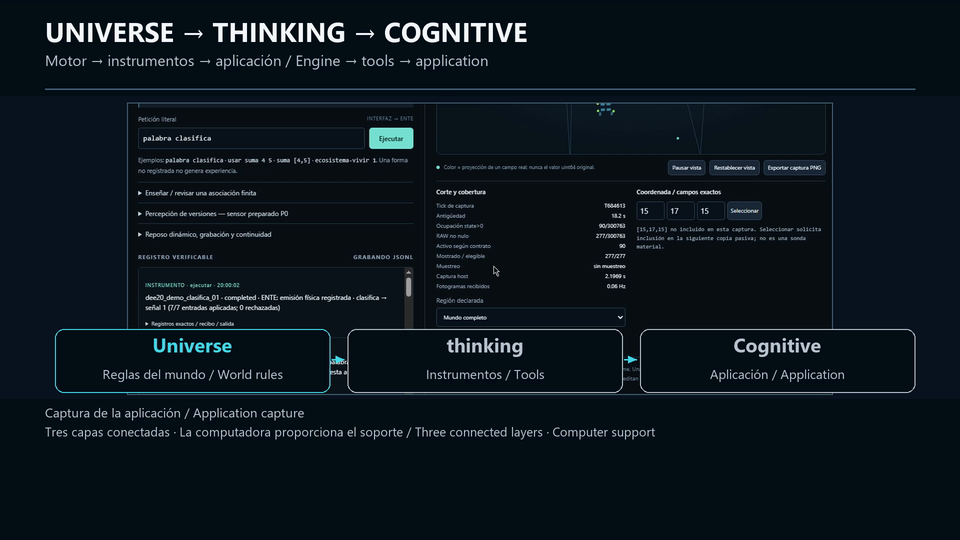 UNIVERSE → THINKING → COGNITIVE
Motor → instrumentos → aplicación / Engine → tools → application
Petición literal
INTERFAZ → ENTE
palabra clasifica
Ejecutar
Ejemplos: palabra clasifica · usar suma 4 5 · suma [4,5] · ecosistema-vivir 1. Una forma
no registrada no genera experiencia.
▸ Enseñar / revisar una asociación finita
▸ Percepción de versiones — sensor preparado P0
▸ Reposo dinámico, grabación y continuidad
REGISTRO VERIFICABLE
GRABANDO JSONL
INSTRUMENTO · ejecutar · 20:00:02
dee20_demo_clasifica_01 · completed · ENTE: emisión física registrada · clasifica →
señal 1 (7/7 entradas aplicadas; 0 rechazadas)
▸ Registros exactos / recibo / salida
Color = proyección de un campo real; nunca el valor uint64 original.
Pausar vista
Restablecer vista
Exportar captura PNG
Corte y cobertura
Tick de captura T684613
Antigüedad 18.2 s
Ocupación state>0 90/300763
RAW no nulo 277/300763
Activo según contrato 90
Mostrado / elegible 277/277
Muestreo sin muestreo
Captura host 2.1969 s
Fotogramas recibidos 0.06 Hz
Región declarada
Mundo completo
Coordenada / campos exactos
15 17 15 Seleccionar
[15,17,15] no incluido en esta captura. Seleccionar solicita
inclusión en la siguiente copia pasiva; no es una sonda
material.
Universe
Reglas del mundo / World rules
thinking
Instrumentos / Tools
Cognitive
Aplicación / Application
Captura de la aplicación / Application capture
Tres capas conectadas · La computadora proporciona el soporte / Three connected layers · Computer support